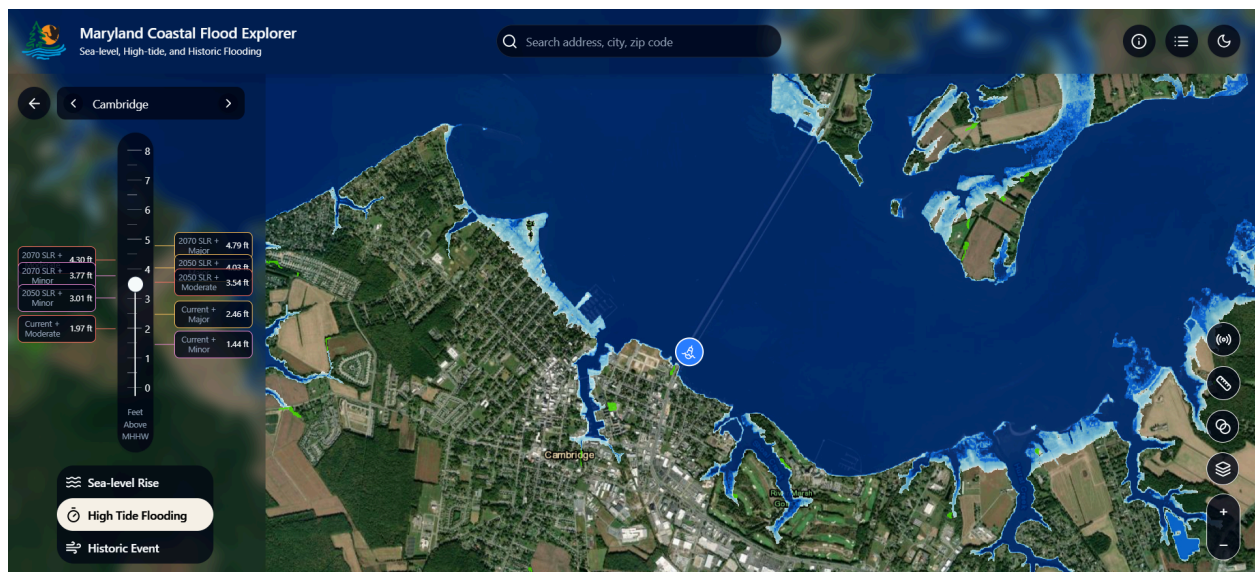 Maryland Coastal Flood Explorer
Sea-level, High-tide, and Historic Flooding
Search address, city, zip code
Cambridge
8
7
6
5
4
3
2
1
0
Feet
Above
MHHW
2070 SLR +
4.30 ft
2070 SLR +
Minor
3.77 ft
2050 SLR +
Minor
3.01 ft
Current +
Moderate
1.97 ft
2070 SLR +
Major
4.79 ft
2050 SLR +
4.03 ft
2050 SLR +
Moderate
3.54 ft
Current +
Major
2.46 ft
Current +
Minor
1.44 ft
Sea-level Rise
High Tide Flooding
Historic Event
Cambridge
River Marsh
Golf
+
−